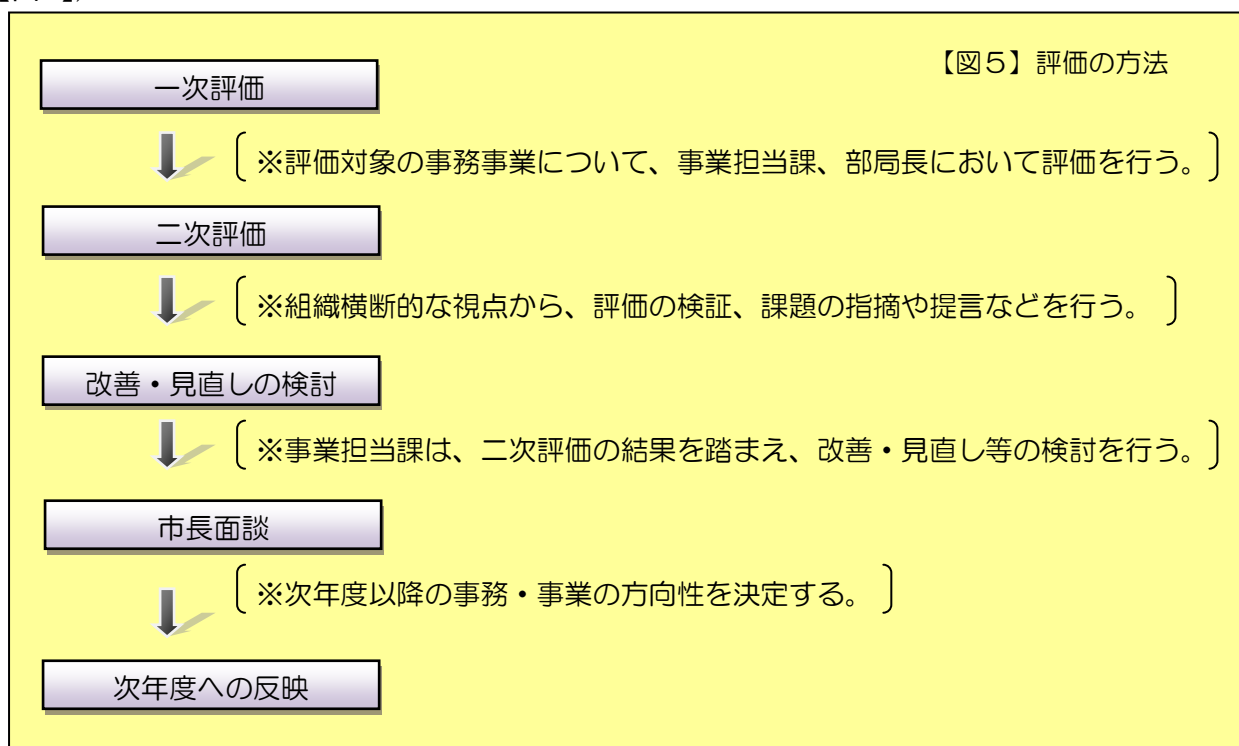 【図５】評価の方法
一次評価
※評価対象の事務事業について、事業担当課、部局長において評価を行う。
二次評価
※組織横断的な視点から、評価の検証、課題の指摘や提言などを行う。
改善・見直しの検討
※事業担当課は、二次評価の結果を踏まえ、改善・見直し等の検討を行う。
市長面談
※次年度以降の事務・事業の方向性を決定する。
次年度への反映